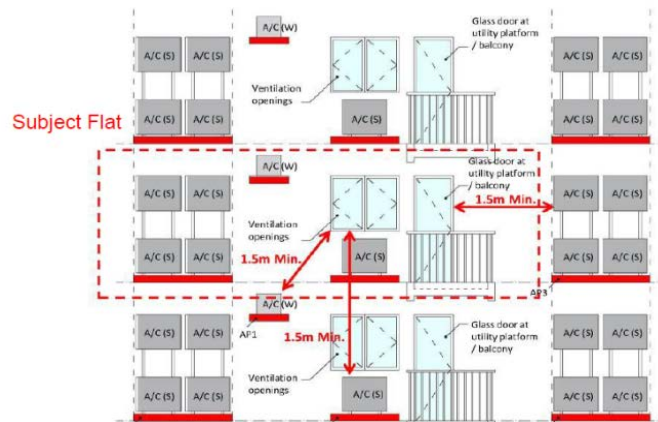 A/C (W)
Glass door at
utility platform
/ balcony
A/C (S) A/C (S)
A/C (S) A/C (S)
Ventilation
openings
A/C (S) A/C (S)
A/C (S)
A/C (S) A/C (S)
Subject Flat
A/C (W)
Glass door at
utility platform
/ balcony
A/C (S) A/C (S)
1.5m Min.
A/C (S) A/C (S)
Ventilation
openings
1.5m Min.
A/C (S) A/C (S)
A/C (S)
A/C (S) A/C (S)
AP3
A/C (W)
AP1
1.5m Min.
Glass door at
utility platform
/ balcony
A/C (S) A/C (S)
A/C (S) A/C (S)
Ventilation
openings
A/C (S) A/C (S)
A/C (S)
A/C (S) A/C (S)